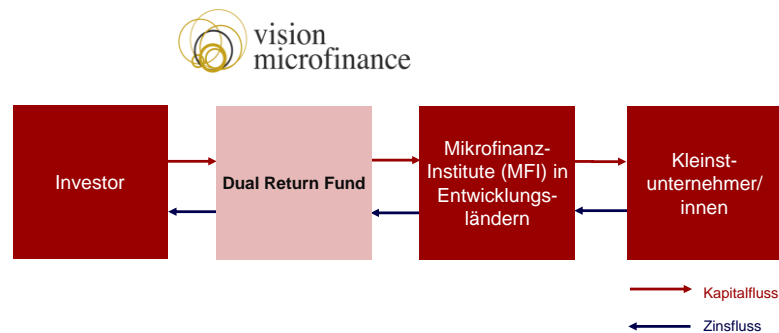 vision
microfinance
Investor
Dual Return Fund
Mikrofinanz-
Institute (MFI) in
Entwicklungs-
ländern
Kleinst-
unternehmer/
innen
Kapitalfluss
Zinsfluss